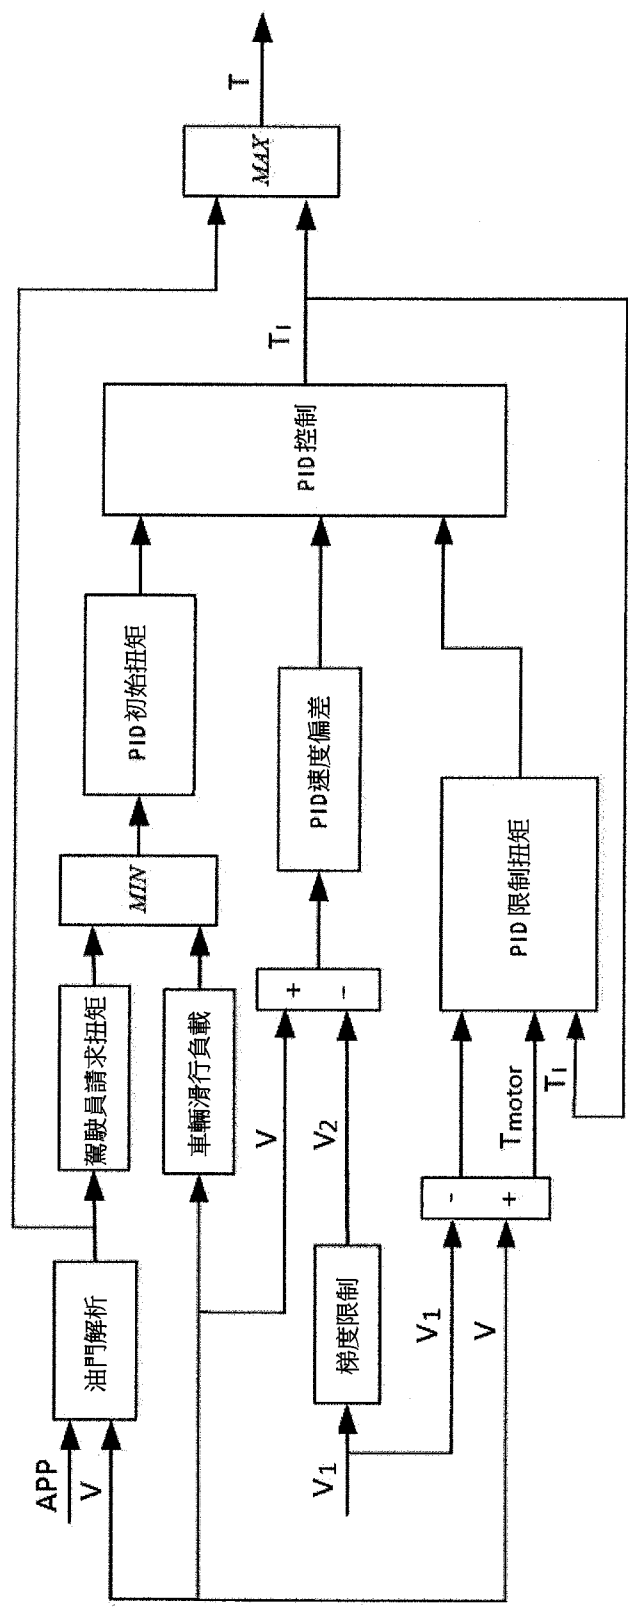 APP
V
油門解析
駕駛員請求扭矩
車輛滑行負載
MIN
PID初始扭矩
V
V1
梯度限制
V2
+
-
PID速度偏差
V1
V
-
+
Tmotor
TI
PID限制扭矩
PID控制
TI
MAX
T